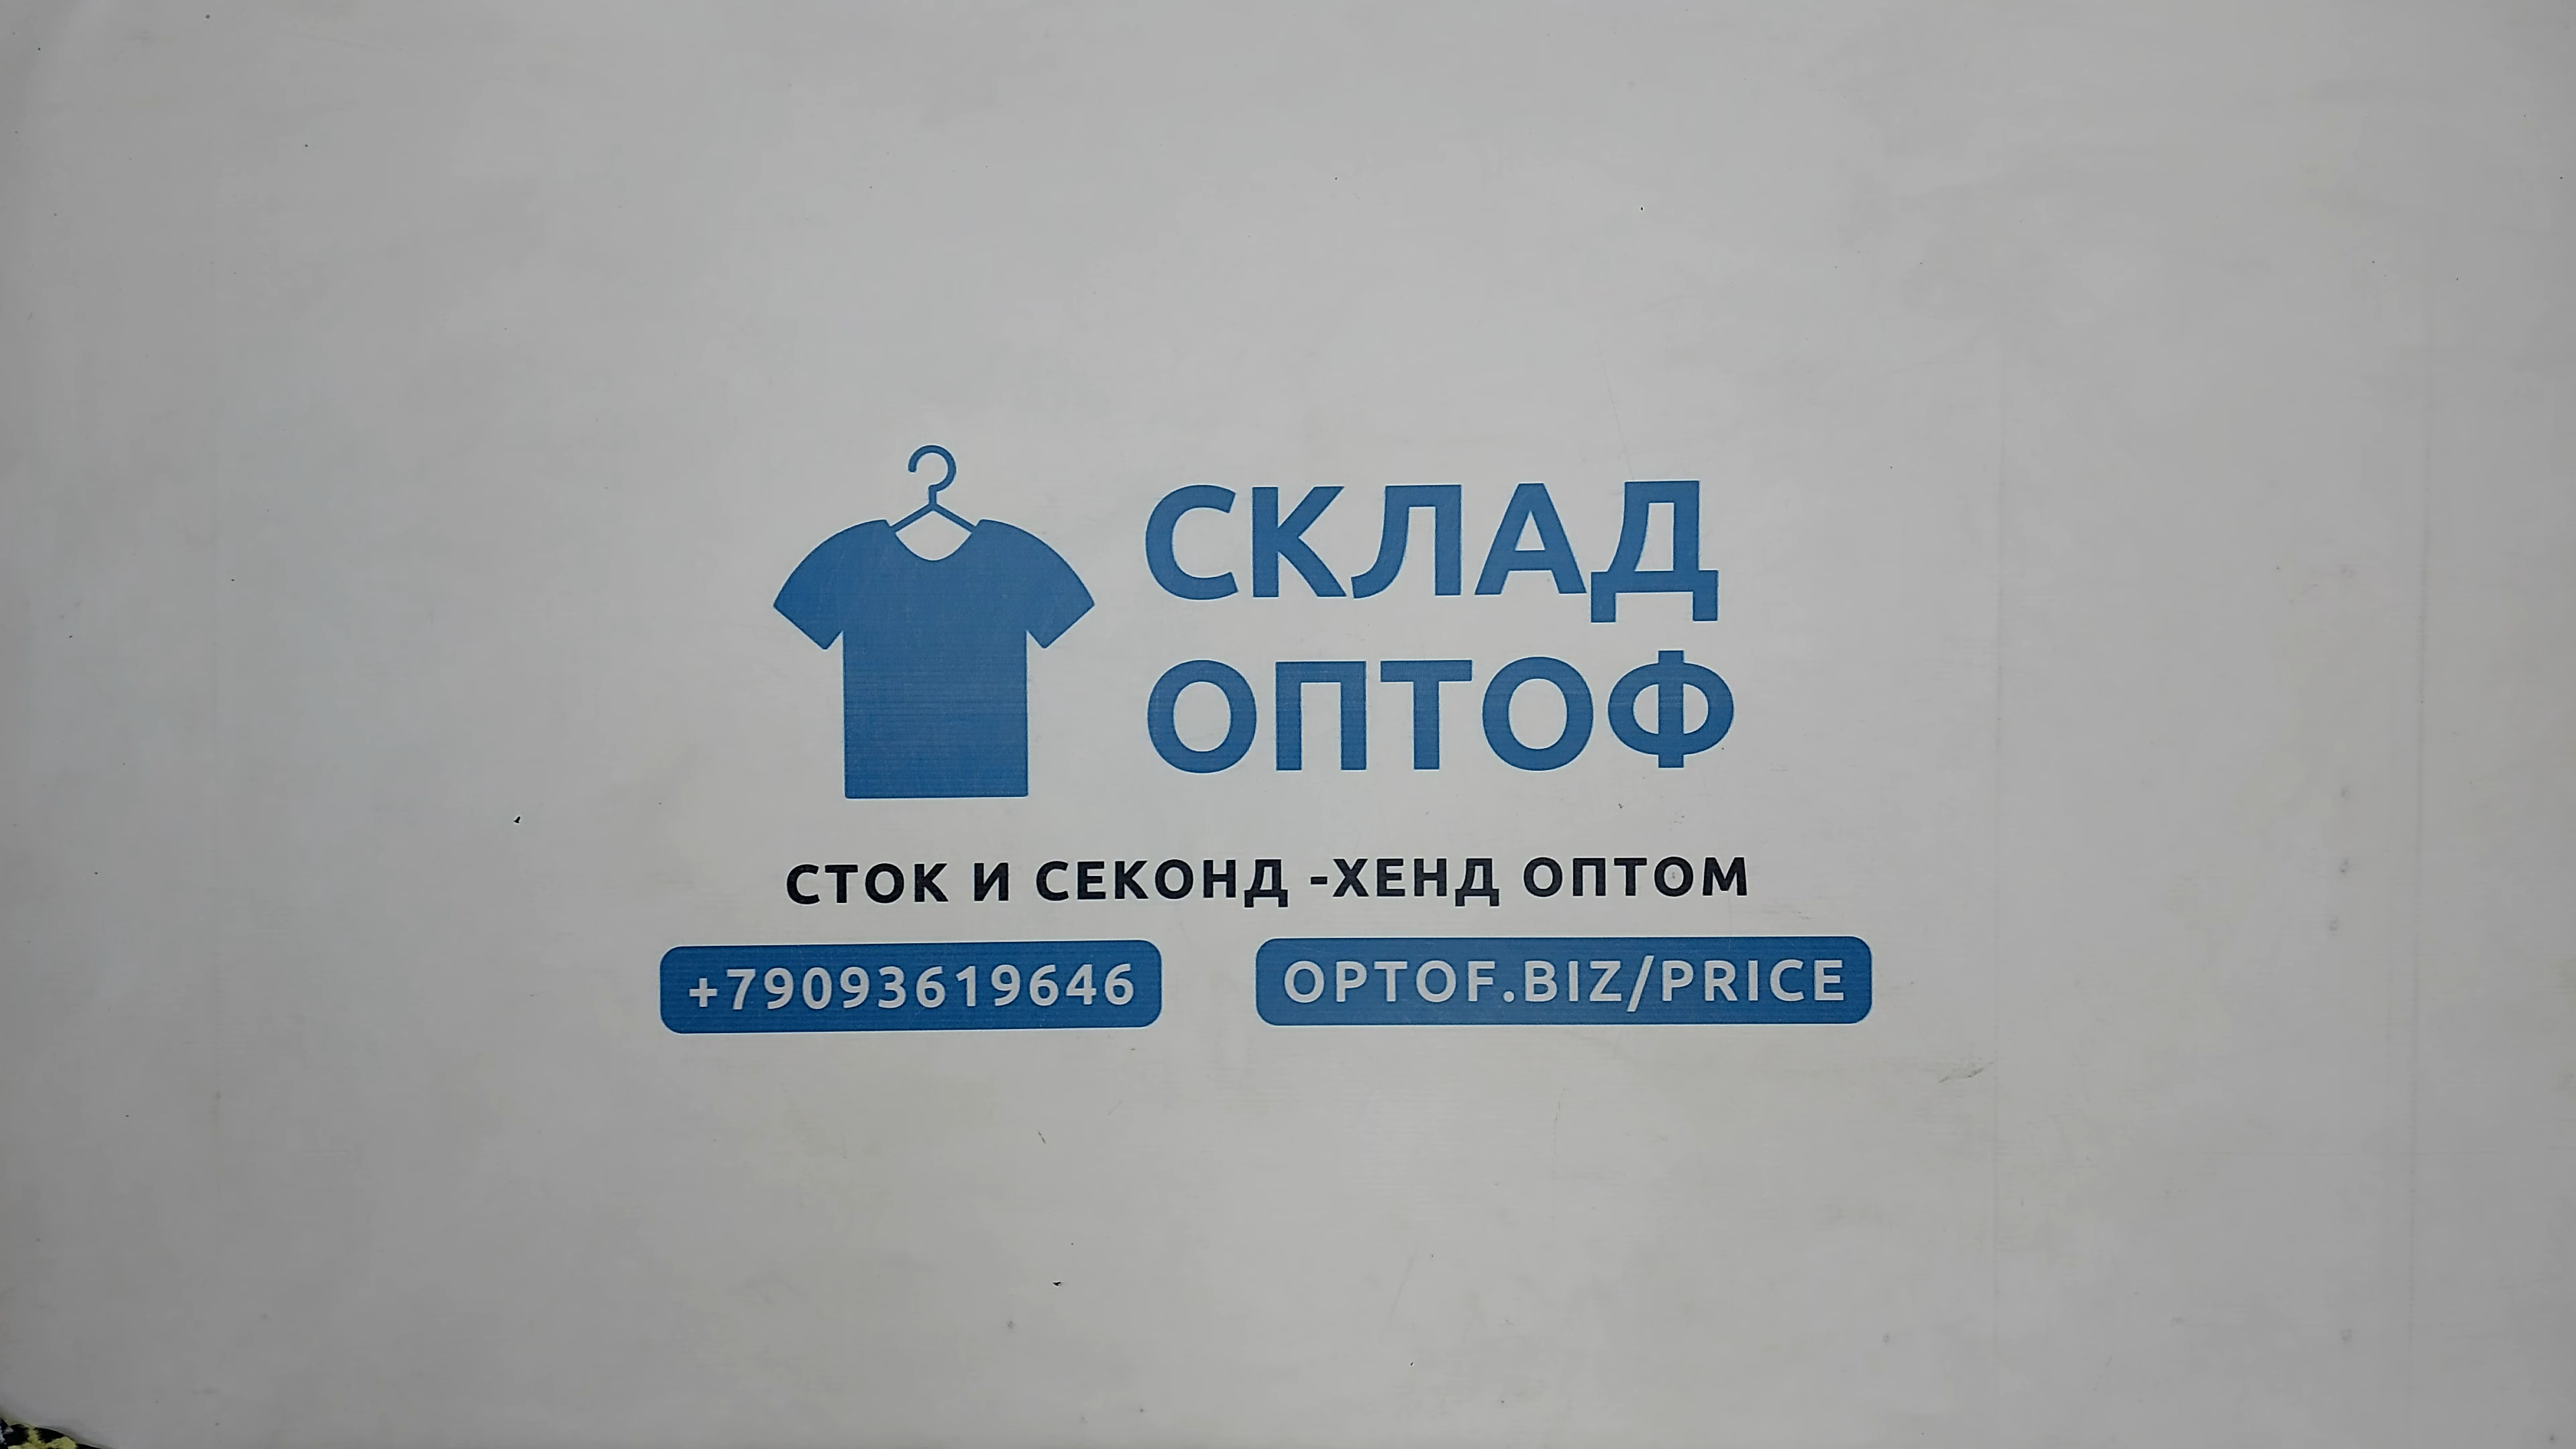 СКЛАД
ОПТОФ
СТОК И СЕКОНД -ХЕНД ОПТОМ
+79093619646
OPTOF.BIZ/PRICE